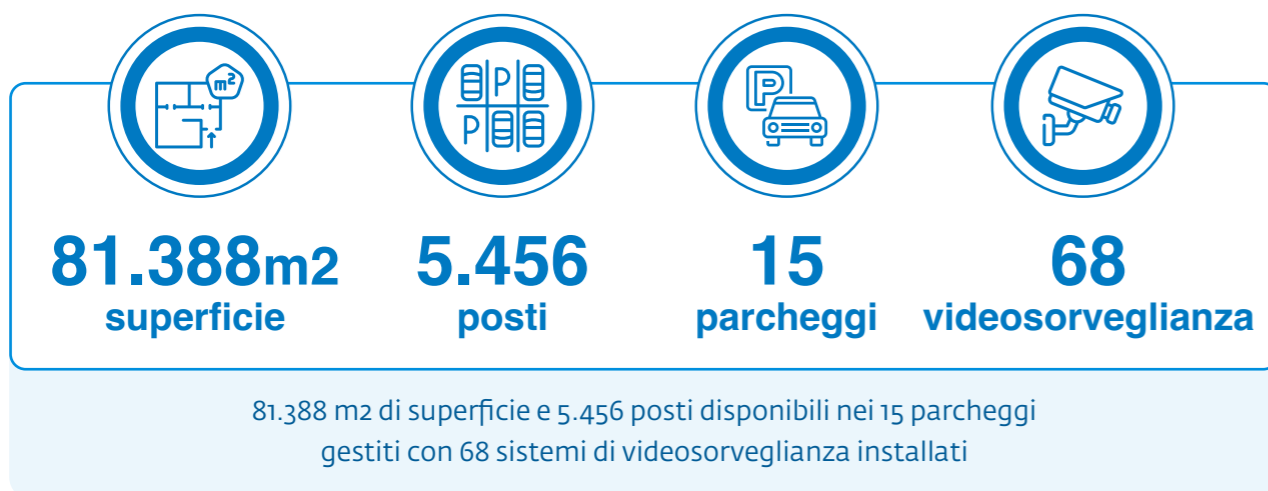 m²
P
P
P
81.388m2
superficie
5.456
posti
15
parcheggi
68
videosorveglianza
81.388 m2 di superficie e 5.456 posti disponibili nei 15 parcheggi
gestiti con 68 sistemi di videosorveglianza installati